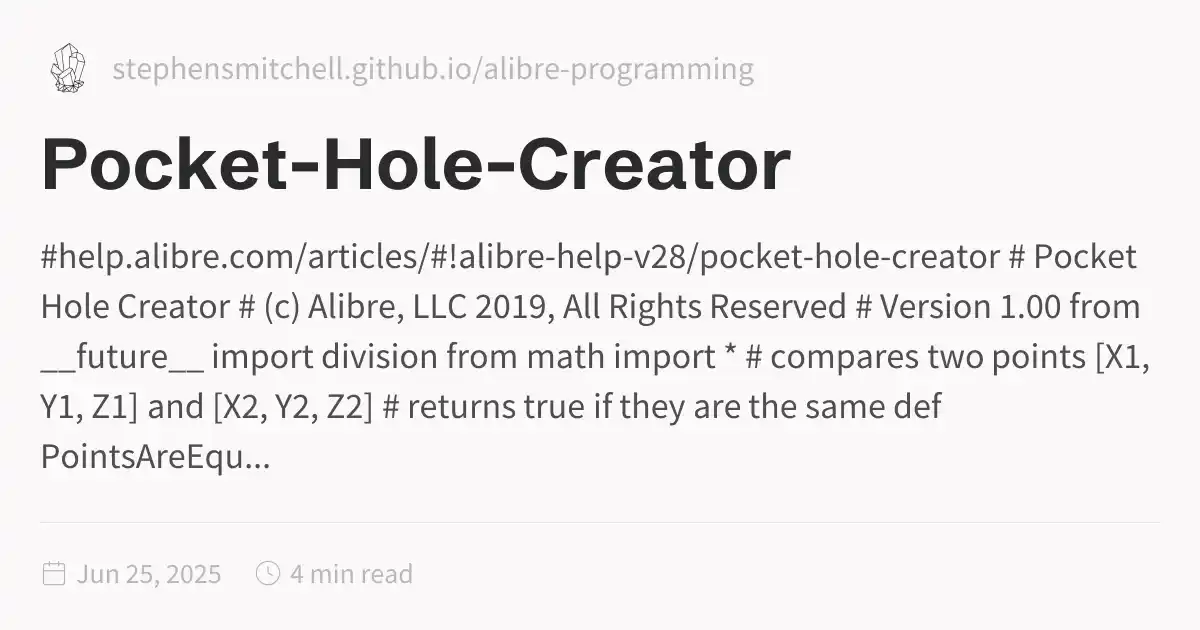 stephensmitchell.github.io/alibre-programming
Pocket-Hole-Creator
#help.alibre.com/articles/#!alibre-help-v28/pocket-hole-creator # Pocket
Hole Creator # (c) Alibre, LLC 2019, All Rights Reserved # Version 1.00 from
__future__ import division from math import * # compares two points [X1,
Y1, Z1] and [X2, Y2, Z2] # returns true if they are the same def
PointsAreEqu...
Jun 25, 2025 4 min read